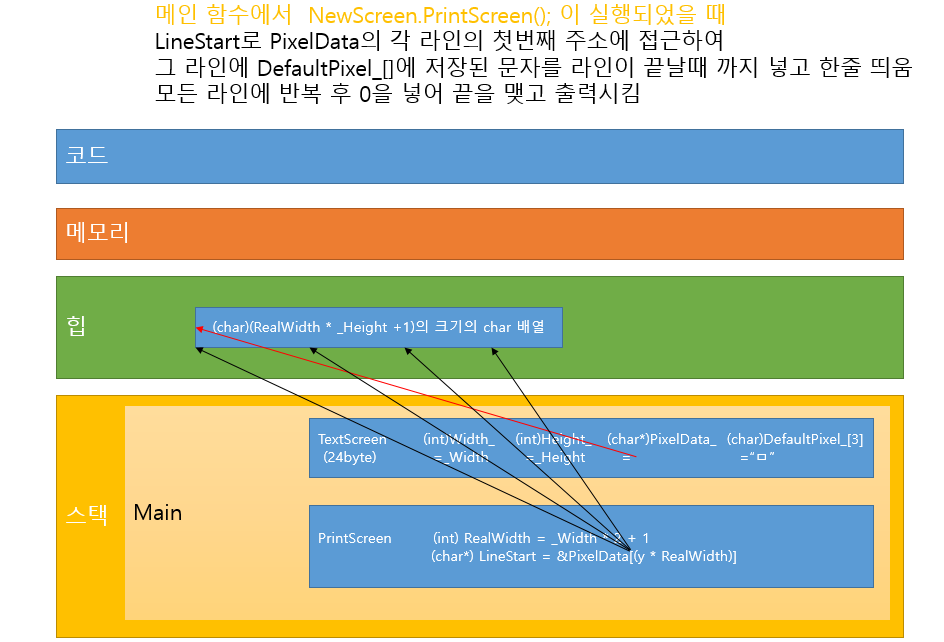 메인 함수에서 NewScreen.PrintScreen(); 이 실행되었을 때
LineStart로 PixelData의 각 라인의 첫번째 주소에 접근하여
그 라인에 DefaultPixel_[]에 저장된 문자를 라인이 끝날때 까지 넣고 한줄 띄움
모든 라인에 반복 후 0을 넣어 끝을 맺고 출력시킴
코드
메모리
힙
(char)(RealWidth * _Height +1)의 크기의 char 배열
스택
Main
TextScreen (int)Width_ (int)Height_ (char*)PixelData_ (char)DefaultPixel_[3]
(24byte) =_Width =_Height = =“ㅁ”
PrintScreen (int) RealWidth = _Width * 2 + 1
(char*) LineStart = &PixelData[(y * RealWidth)]